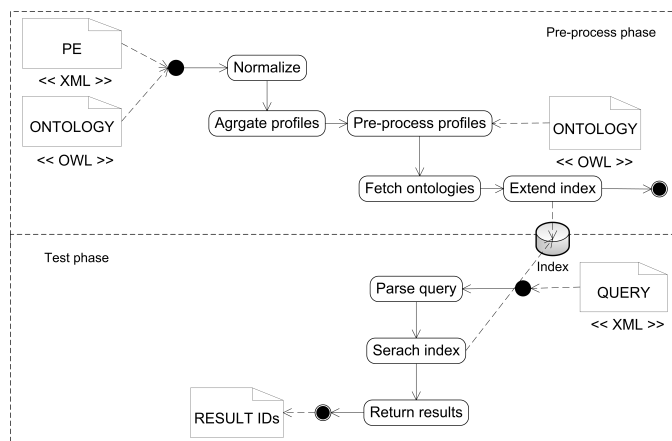 Pre-process phase
PE
<< XML >>
Normalize
ONTOLOGY
<< OWL >>
Agrgate profiles
Pre-process profiles
ONTOLOGY
<< OWL >>
Fetch ontologies
Extend index
Test phase
Index
Parse query
QUERY
<< XML >>
Serach index
RESULT IDs
Return results